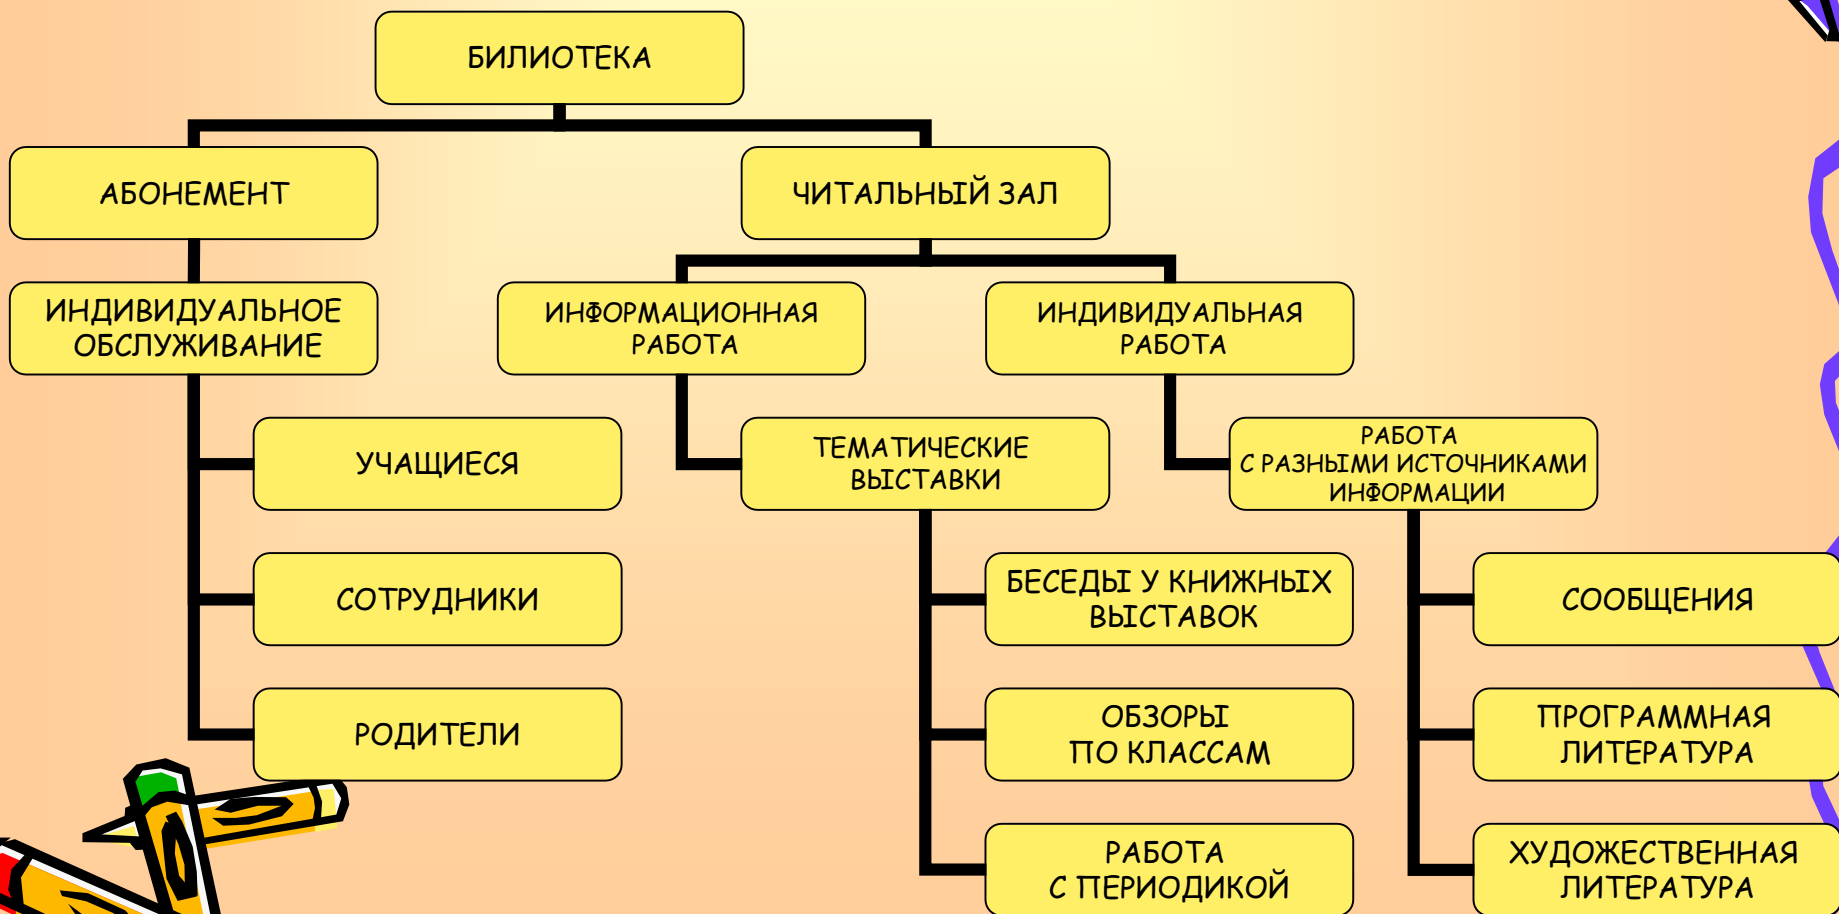 БИЛИОТЕКА
АБОНЕМЕНТ
ЧИТАЛЬНЫЙ ЗАЛ
ИНДИВИДУАЛЬНОЕ
ОБСЛУЖИВАНИЕ
ИНФОРМАЦИОННАЯ
РАБОТА
ИНДИВИДУАЛЬНАЯ
РАБОТА
УЧАЩИЕСЯ
ТЕМАТИЧЕСКИЕ
ВЫСТАВКИ
РАБОТА
С РАЗНЫМИ ИСТОЧНИКАМИ
ИНФОРМАЦИИ
СОТРУДНИКИ
БЕСЕДЫ У КНИЖНЫХ
ВЫСТАВОК
СООБЩЕНИЯ
РОДИТЕЛИ
ОБЗОРЫ
ПО КЛАССАМ
ПРОГРАММНАЯ
ЛИТЕРАТУРА
РАБОТА
С ПЕРИОДИКОЙ
ХУДОЖЕСТВЕННАЯ
ЛИТЕРАТУРА